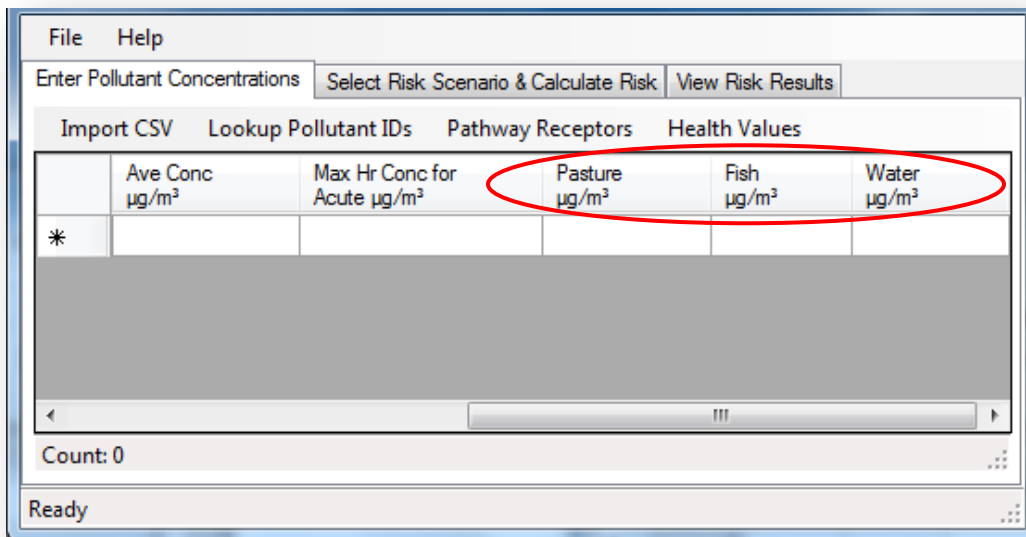 File Help
Enter Pollutant Concentrations Select Risk Scenario & Calculate Risk View Risk Results
Import CSV Lookup Pollutant IDs Pathway Receptors Health Values
Ave Conc Max Hr Conc for Pasture Fish Water
µg/m³ Acute µg/m³ µg/m³ µg/m³ µg/m³
Count: 0
Ready